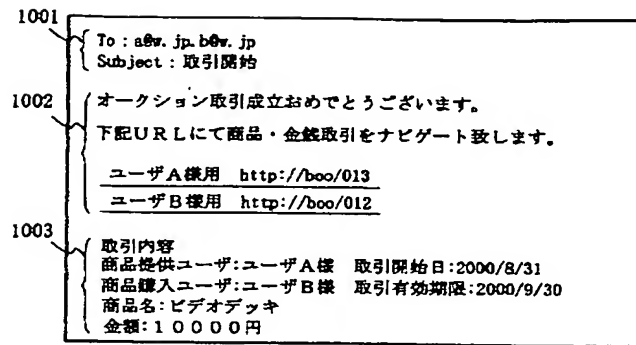 1001
To：a@w.jp.b@w.jp
Subject：取引開始
1002
オークション取引成立おめでとうございます。
下記ＵＲＬにて商品・金銭取引をナビゲート致します。
ユーザA様用　http://boo/013
ユーザB様用　http://boo/012
1003
取引内容
商品提供ユーザ:ユーザA様　取引開始日:2000/8/31
商品購入ユーザ:ユーザB様　取引有効期限:2000/9/30
商品名:ビデオデッキ
金額:１００００円